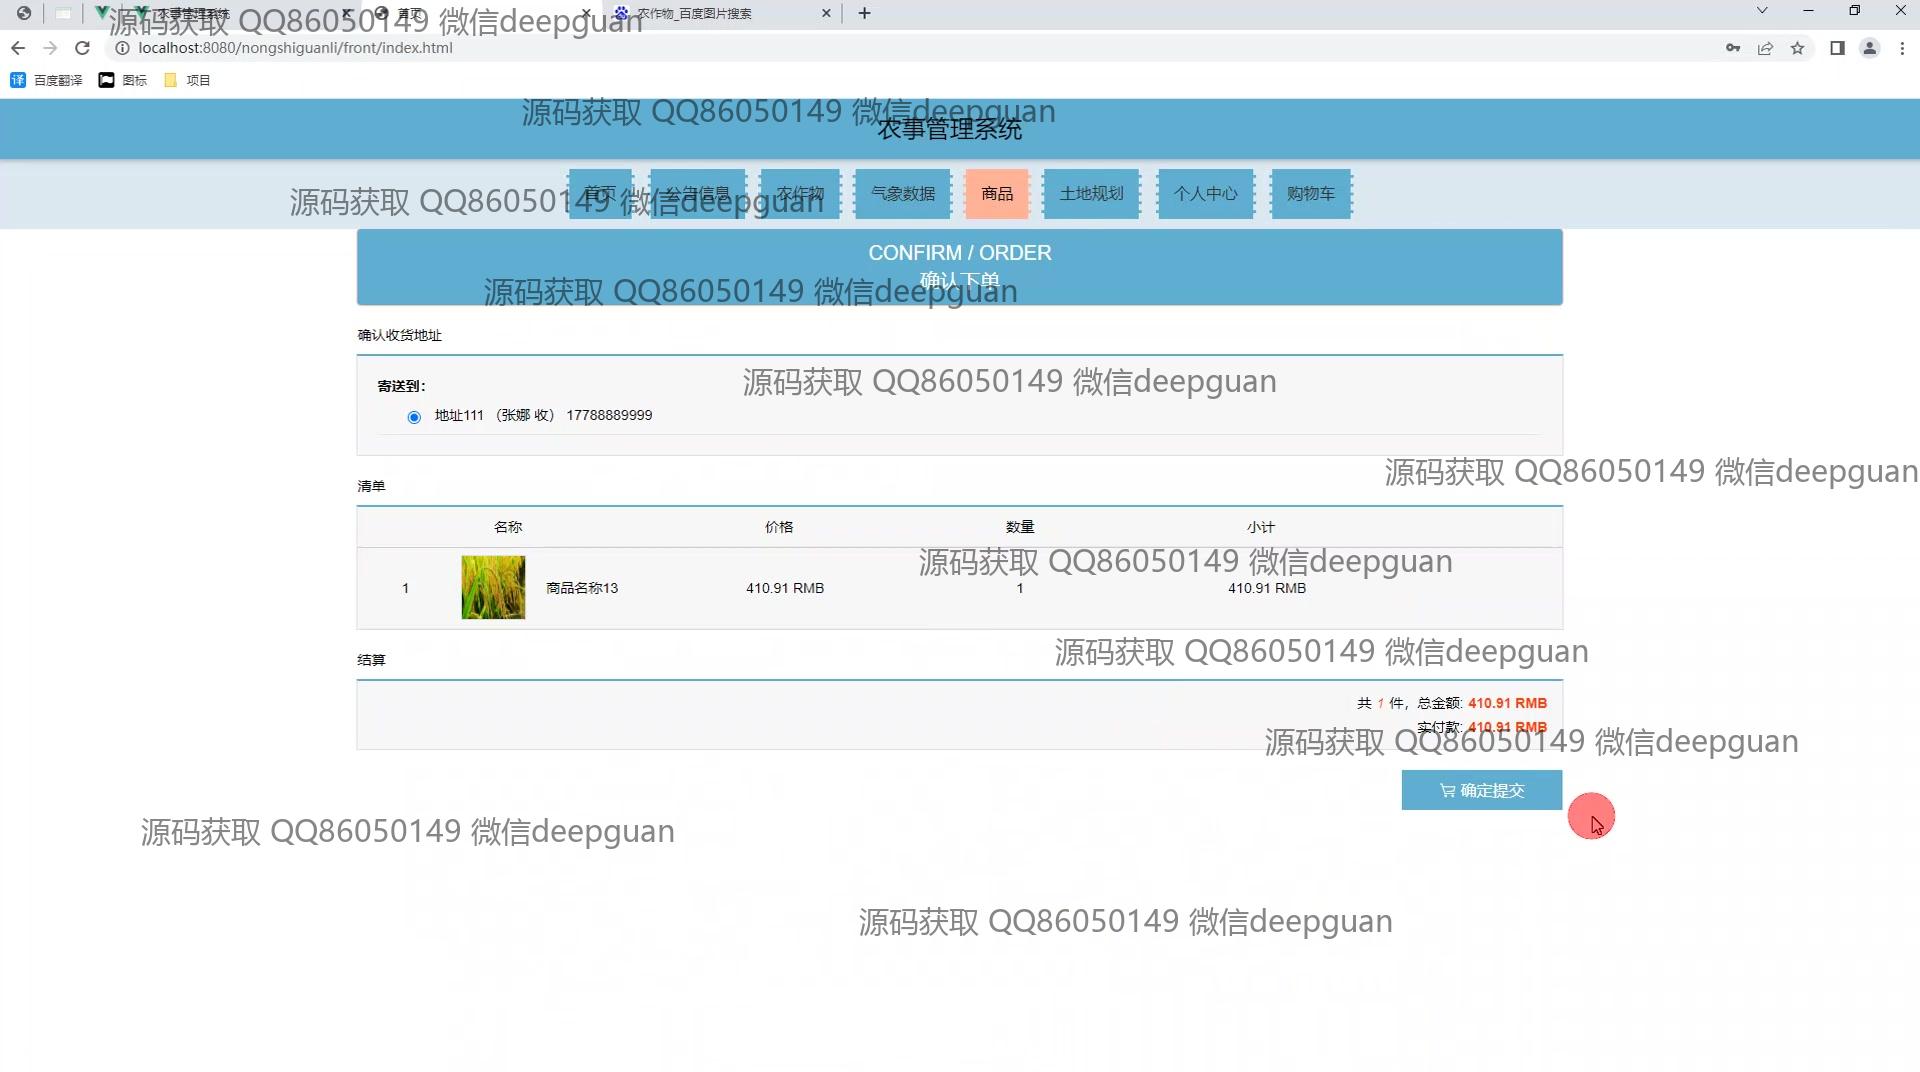 农事管理系统
首页
农作物_百度图片搜索
源码获取 QQ86050149 微信deepguan
localhost:8080/nongshiguanli/front/index.html
译 百度翻译 图标 项目
源码获取 QQ86050149 微信deepguan
农事管理系统
首页 公告信息 农作物 气象数据 商品 土地规划 个人中心 购物车
源码获取 QQ86050149 微信deepguan
CONFIRM / ORDER
确认下单
源码获取 QQ86050149 微信deepguan
确认收货地址
寄送到：
源码获取 QQ86050149 微信deepguan
地址111 （张娜 收） 17788889999
源码获取 QQ86050149 微信deepguan
清单
名称 价格 数量 小计
源码获取 QQ86050149 微信deepguan
1 商品名称13 410.91 RMB 1 410.91 RMB
源码获取 QQ86050149 微信deepguan
结算
共 1 件，总金额: 410.91 RMB
实付款: 410.91 RMB
源码获取 QQ86050149 微信deepguan
确定提交
源码获取 QQ86050149 微信deepguan
源码获取 QQ86050149 微信deepguan